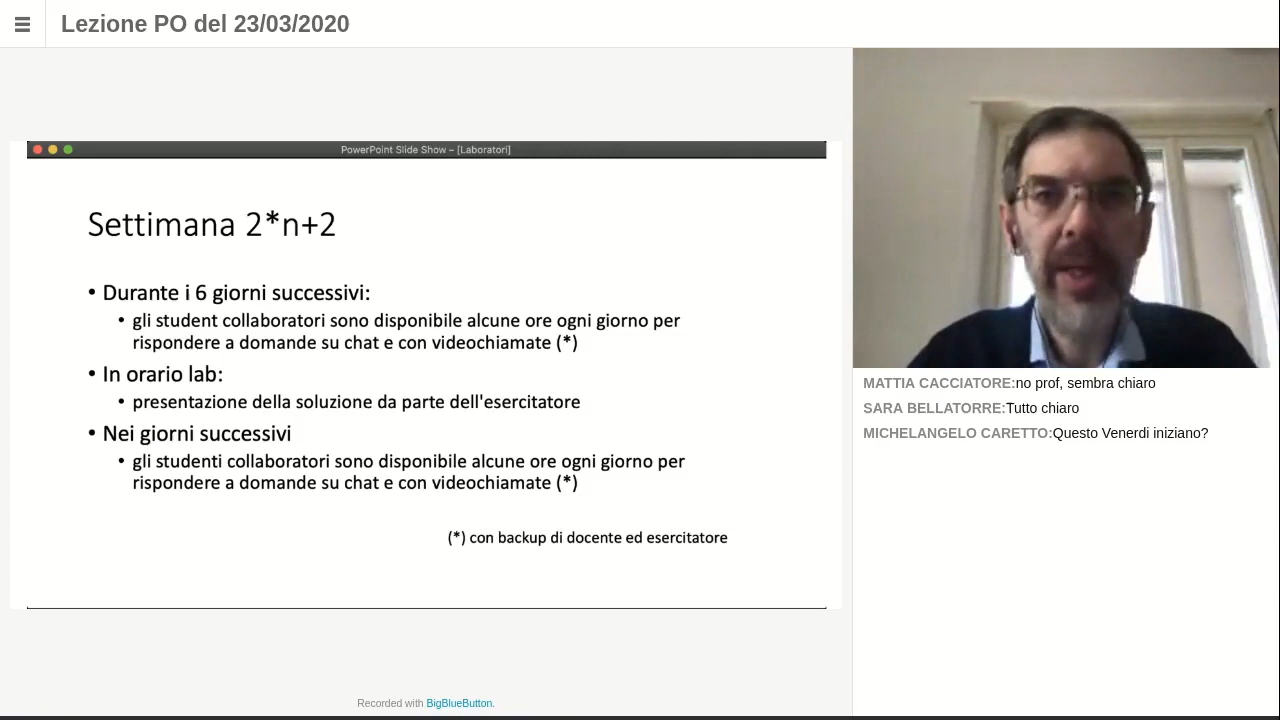 Lezione PO del 23/03/2020
PowerPoint Slide Show – [Laboratori]
Settimana 2*n+2
• Durante i 6 giorni successivi:
• gli student collaboratori sono disponibile alcune ore ogni giorno per
rispondere a domande su chat e con videochiamate (*)
• In orario lab:
• presentazione della soluzione da parte dell'esercitatore
• Nei giorni successivi
• gli studenti collaboratori sono disponibile alcune ore ogni giorno per
rispondere a domande su chat e con videochiamate (*)
(*) con backup di docente ed esercitatore
Recorded with BigBlueButton.
MATTIA CACCIATORE:no prof, sembra chiaro
SARA BELLATORRE:Tutto chiaro
MICHELANGELO CARETTO:Questo Venerdi iniziano?